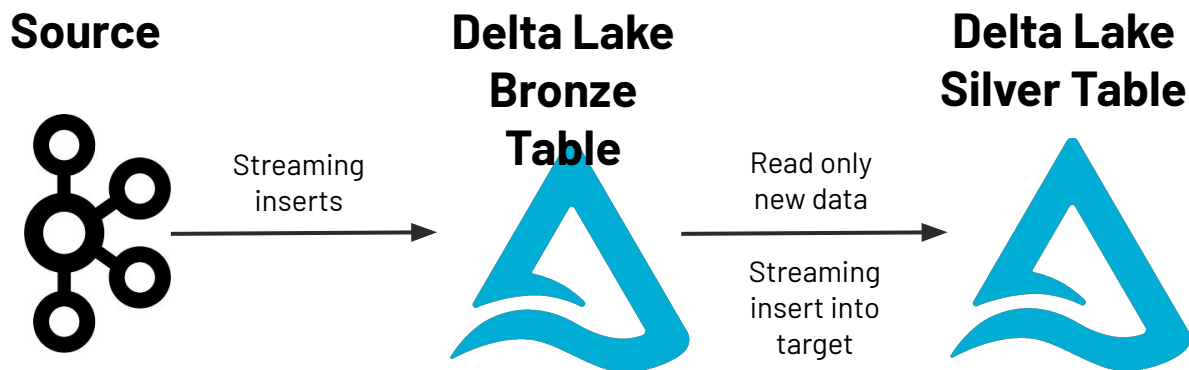 Source
Delta Lake
Bronze
Table
Delta Lake
Silver Table
Streaming
inserts
Read only
new data
Streaming
insert into
target